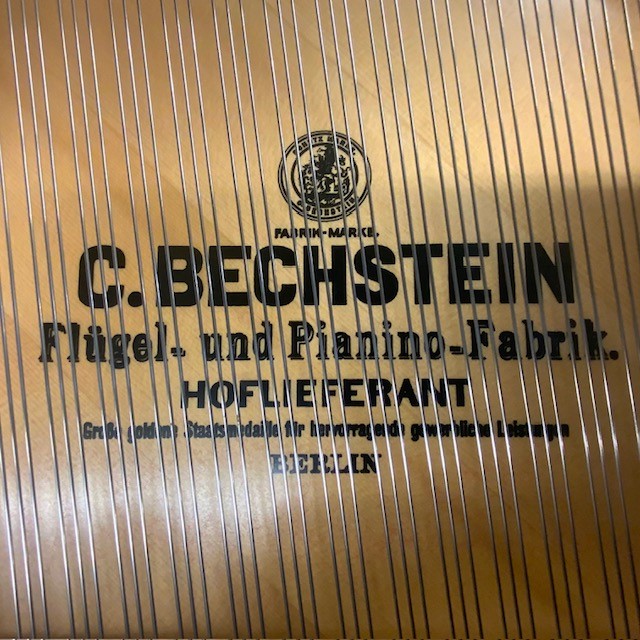 FABRIK-MARKE.
C.BECHSTEIN
Flügel- und Pianino-Fabrik.
HOFLIEFERANT
Große goldene Staatsmedaille für hervorragende gewerbliche Leistungen
BERLIN